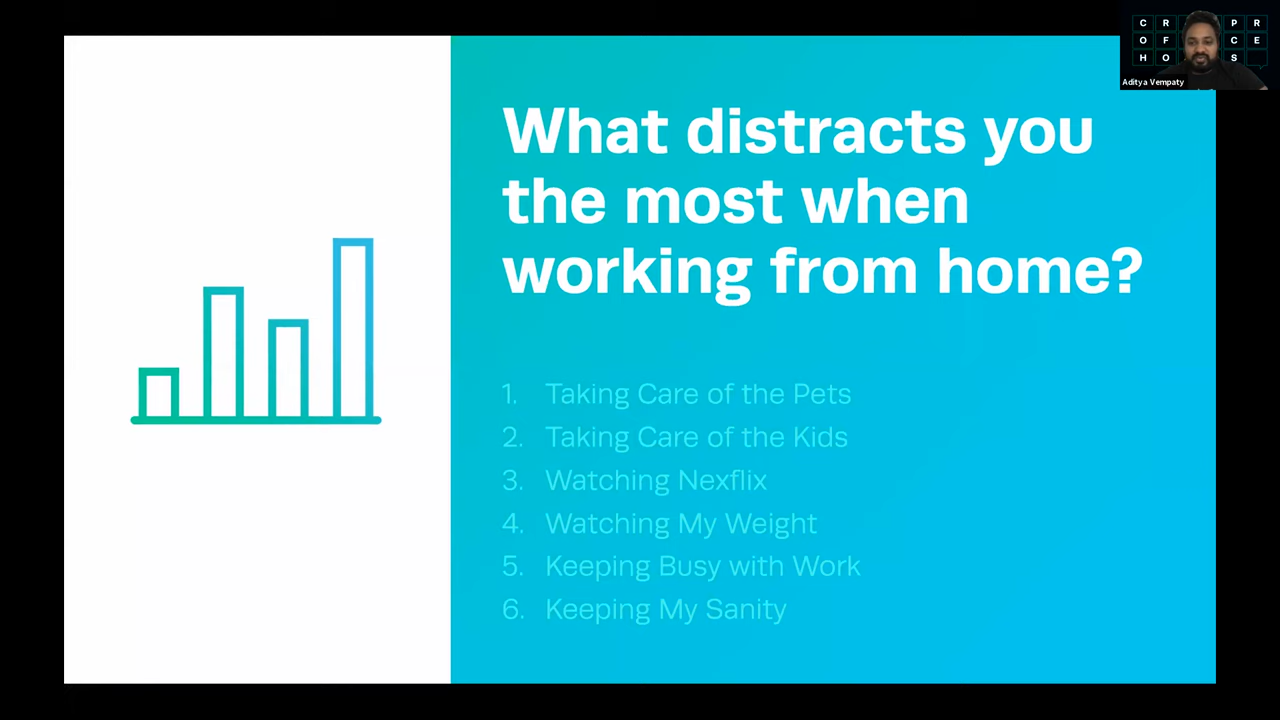 C R P R
O F C E
H O S
Aditya Vempaty
What distracts you
the most when
working from home?
1. Taking Care of the Pets
2. Taking Care of the Kids
3. Watching Nexflix
4. Watching My Weight
5. Keeping Busy with Work
6. Keeping My Sanity